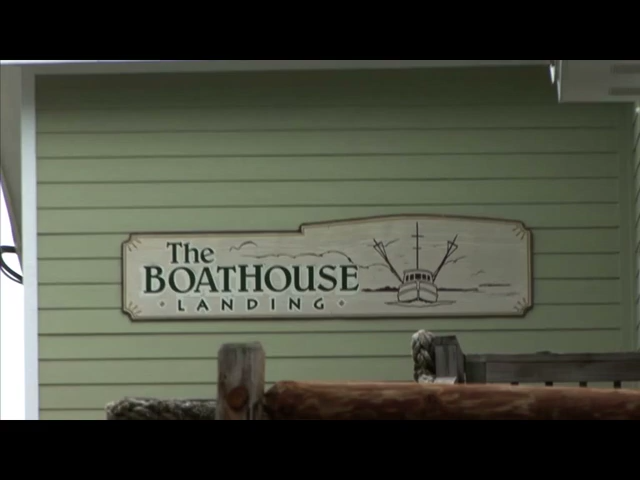 The
BOATHOUSE
· LANDING ·